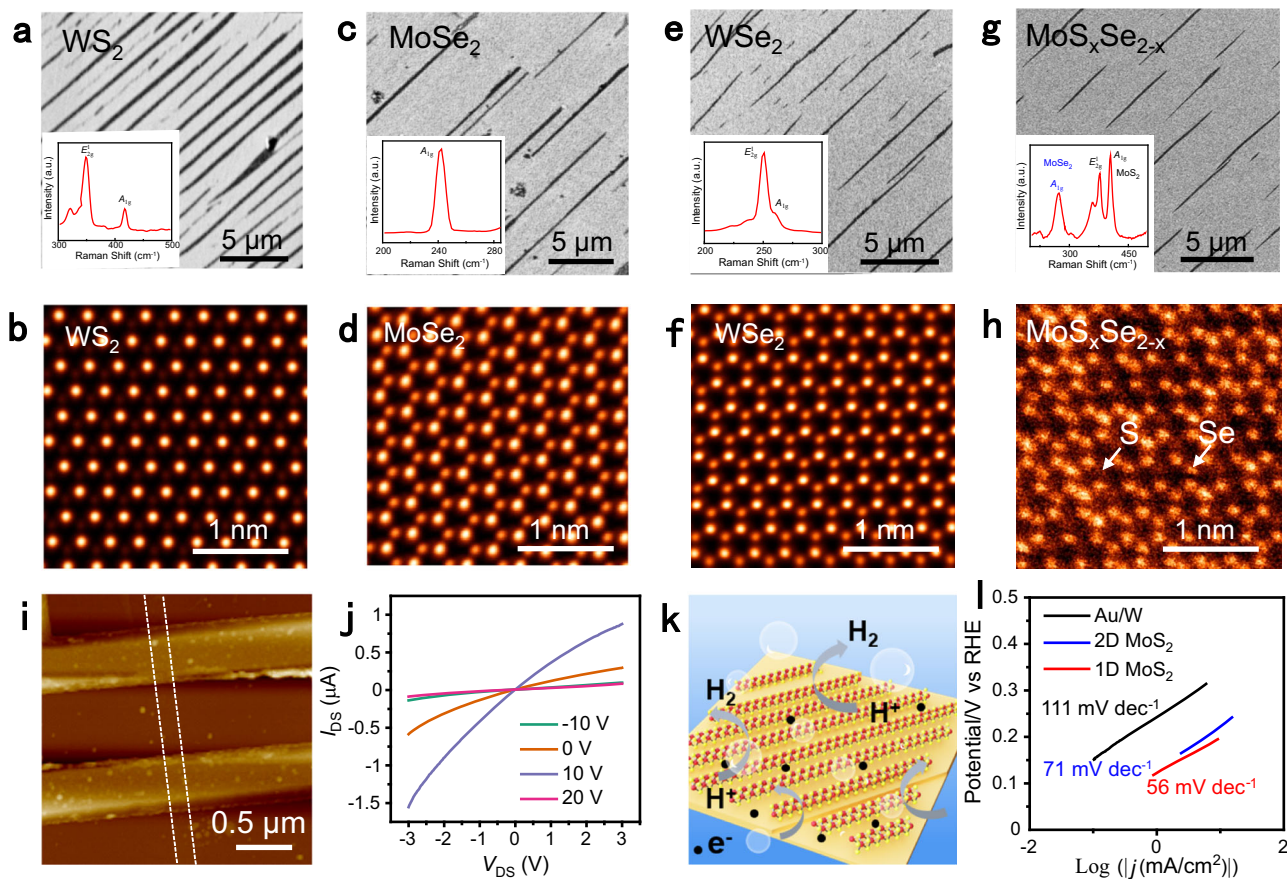 a
WS₂
E¹₂g
A₁g
Intensity (a.u.)
300
400
500
Raman Shift (cm⁻¹)
5 μm
c
MoSe₂
A₁g
Intensity (a.u.)
200
240
280
Raman Shift (cm⁻¹)
5 μm
e
WSe₂
E¹₂g
A₁g
Intensity (a.u.)
200
250
300
Raman Shift (cm⁻¹)
5 μm
g
MoSₓSe₂₋ₓ
MoSe₂
A₁g
E¹₂g
A₁g
MoS₂
Intensity (a.u.)
300
450
Raman Shift (cm⁻¹)
5 μm
b
WS₂
1 nm
d
MoSe₂
1 nm
f
WSe₂
1 nm
h
MoSₓSe₂₋ₓ
S
Se
1 nm
i
0.5 μm
j
1
0.5
0
-0.5
-1
-1.5
I_DS (μA)
-10 V
0 V
10 V
20 V
-3
-2
-1
0
1
2
3
V_DS (V)
k
H₂
H₂
H⁺
H⁺
e⁻
l
0.5
0.4
0.3
0.2
0.1
0
Potential/V vs RHE
Au/W
2D MoS₂
1D MoS₂
111 mV dec⁻¹
71 mV dec⁻¹
56 mV dec⁻¹
-2
-1
0
1
2
Log (|j(mA/cm²)|)